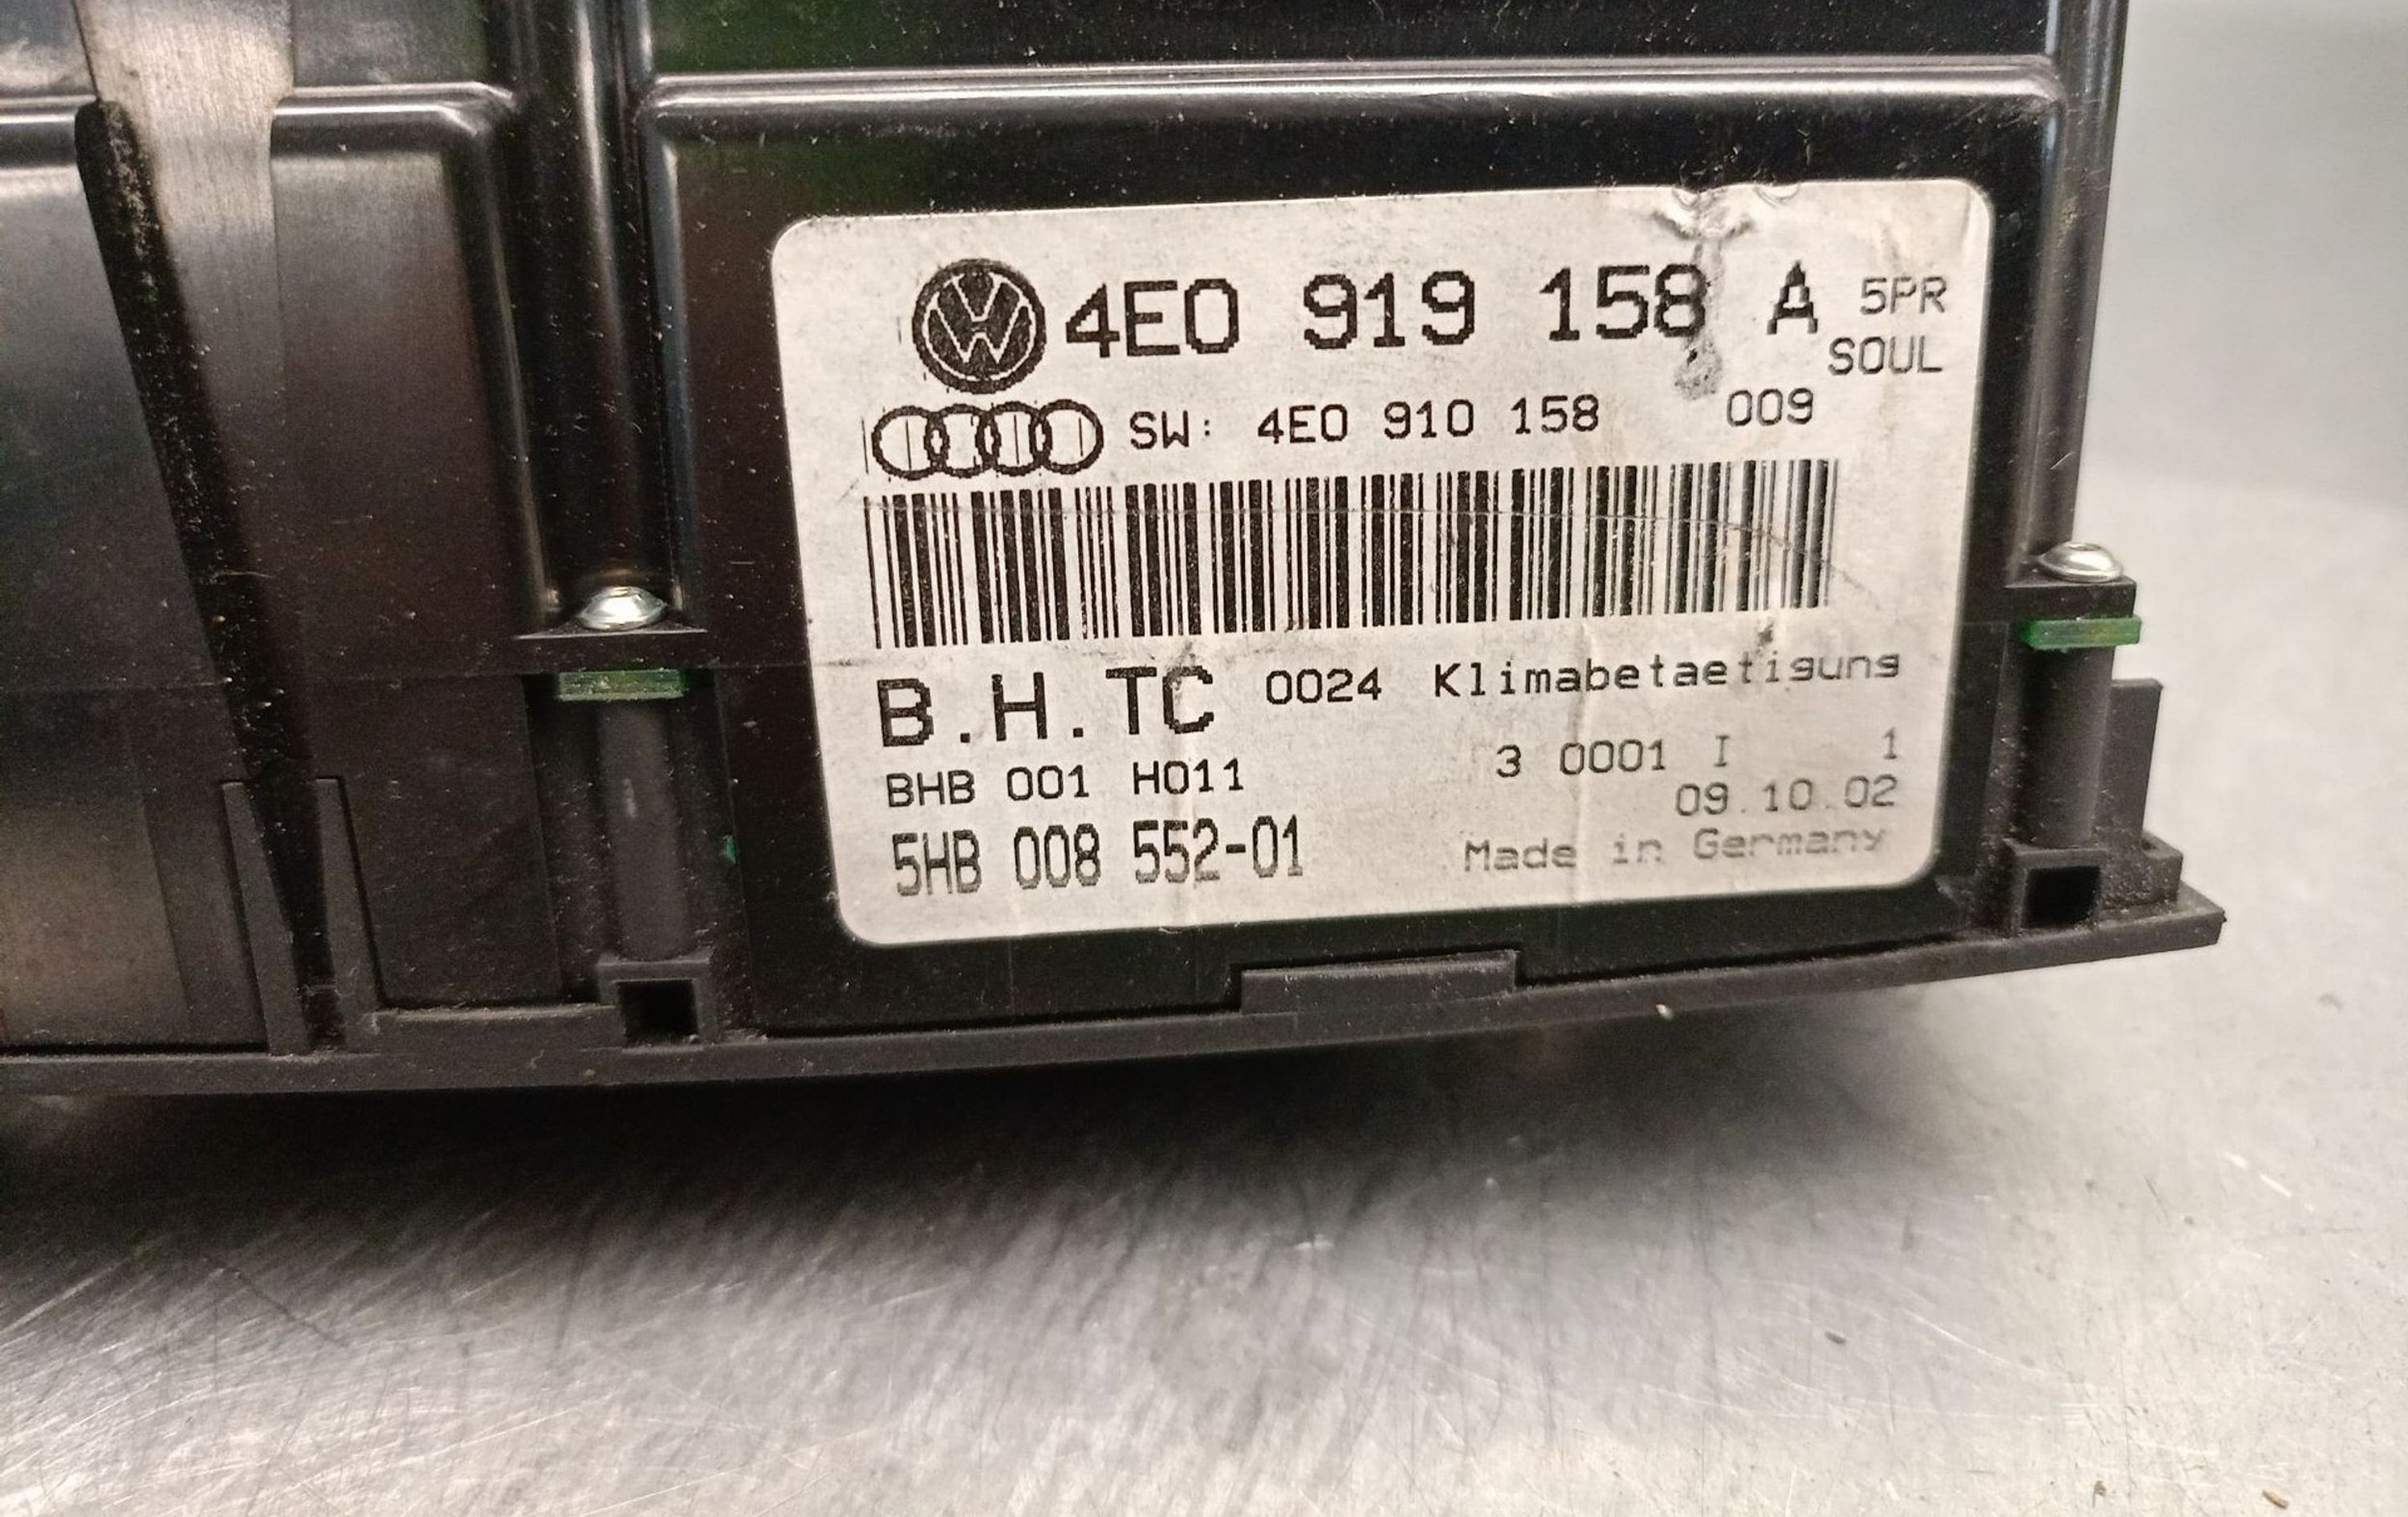 4E0 919 158 A 5PR
SOUL
SW: 4E0 910 158 009
B.H.TC 0024 Klimabetaetigung
BHB 001 H011 3 0001 I 1
09.10.02
5HB 008 552-01 Made in Germany